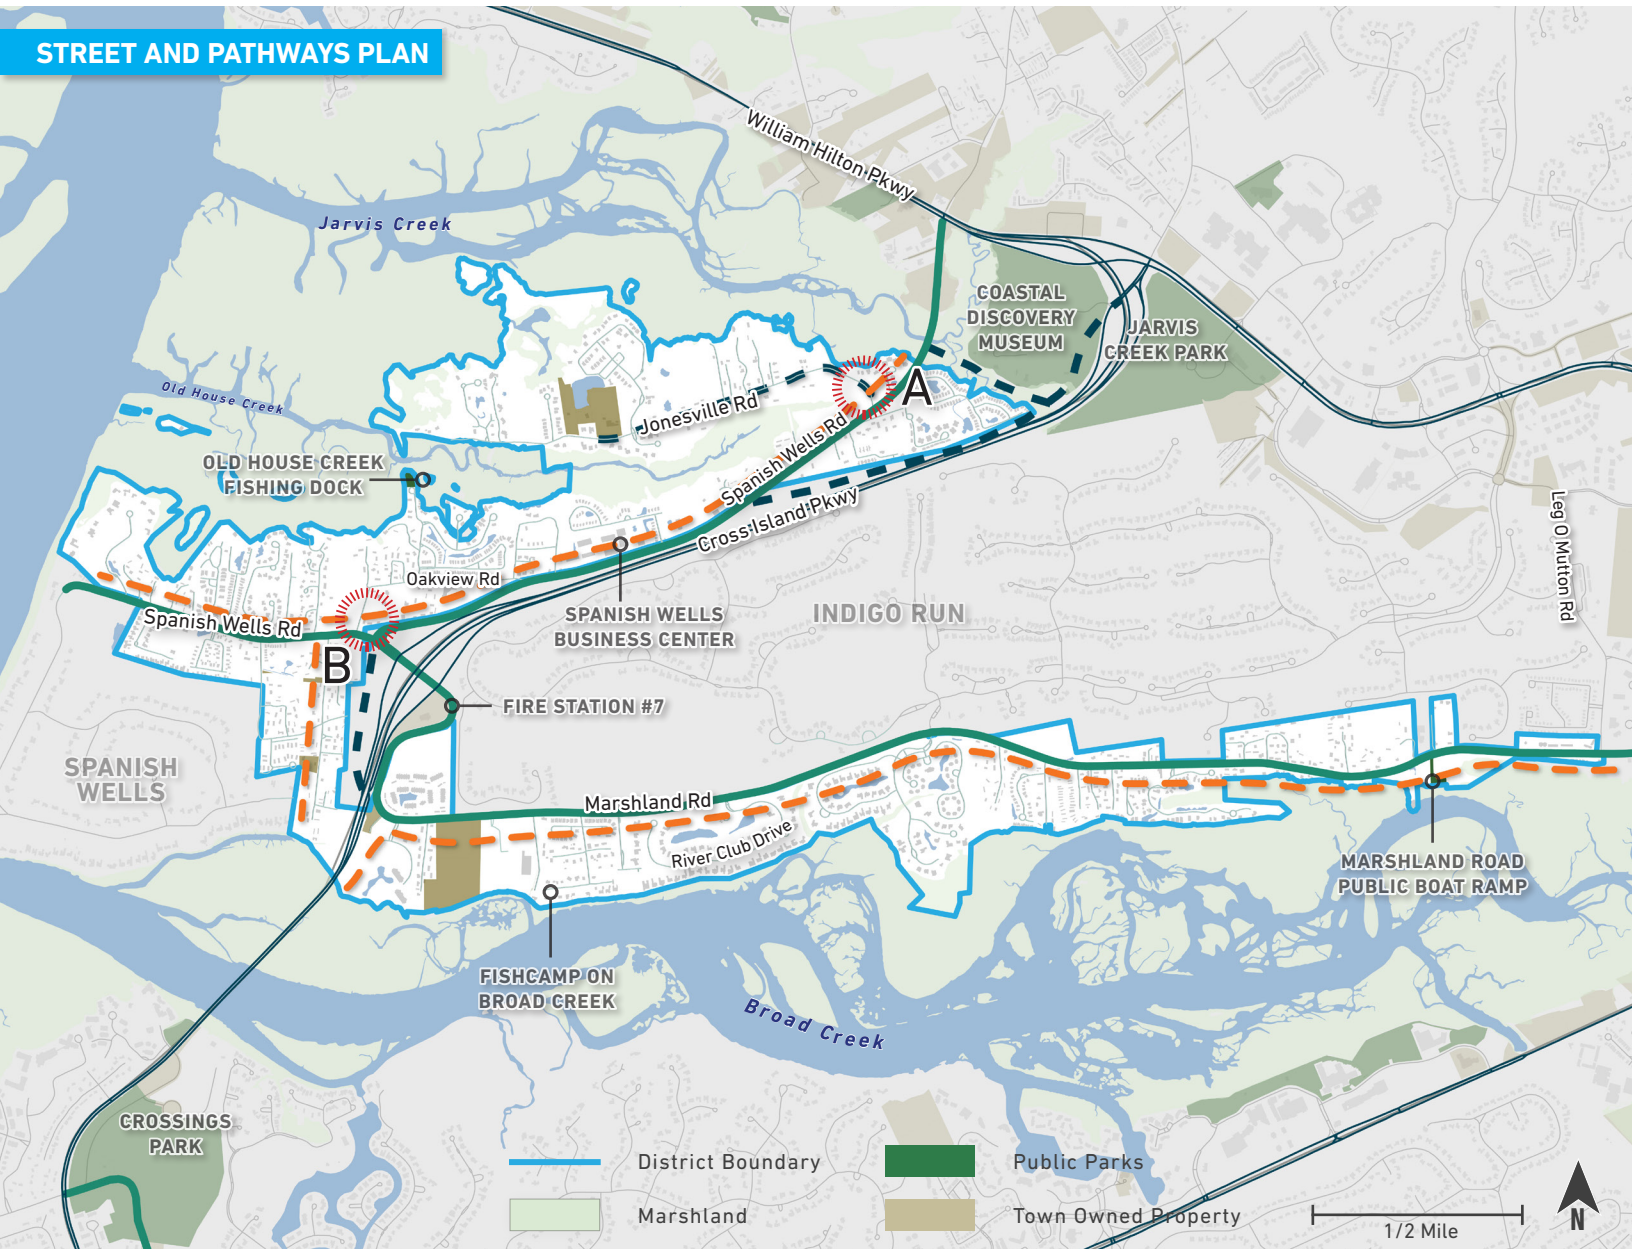 STREET AND PATHWAYS PLAN
William Hilton Pkwy
Jarvis Creek
COASTAL
DISCOVERY
MUSEUM
JARVIS
CREEK PARK
Old House Creek
A
Jonesville Rd
Spanish Wells Rd
OLD HOUSE CREEK
FISHING DOCK
Cross Island Pkwy
Leg O Mutton Rd
Oakview Rd
SPANISH WELLS
BUSINESS CENTER
INDIGO RUN
Spanish Wells Rd
B
FIRE STATION #7
SPANISH
WELLS
Marshland Rd
River Club Drive
MARSHLAND ROAD
PUBLIC BOAT RAMP
FISHCAMP ON
BROAD CREEK
Broad Creek
CROSSINGS
PARK
District Boundary
Public Parks
Marshland
Town Owned Property
1/2 Mile
N